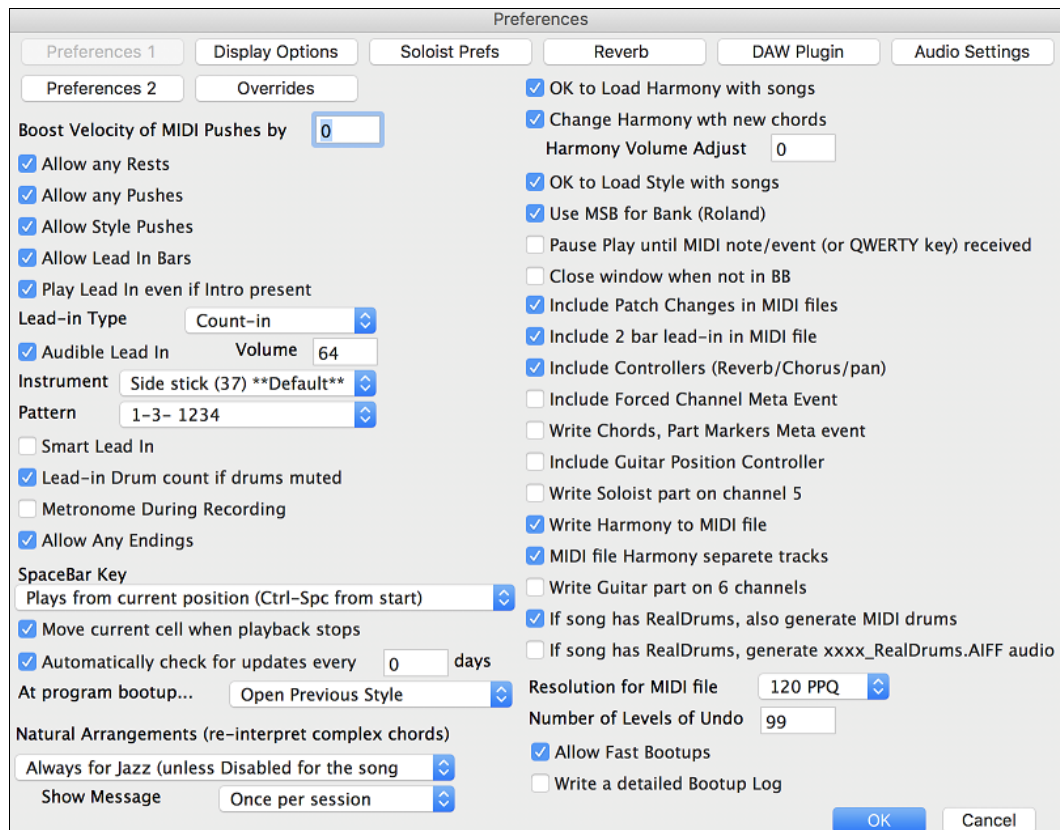 Preferences
Preferences 1
Display Options
Soloist Prefs
Reverb
DAW Plugin
Audio Settings
Preferences 2
Overrides
Boost Velocity of MIDI Pushes by 0
Allow any Rests
Allow any Pushes
Allow Style Pushes
Allow Lead In Bars
Play Lead In even if Intro present
Lead-in Type Count-in
Audible Lead In Volume 64
Instrument Side stick (37) **Default**
Pattern 1-3- 1234
Smart Lead In
Lead-in Drum count if drums muted
Metronome During Recording
Allow Any Endings
SpaceBar Key
Plays from current position (Ctrl-Spc from start)
Move current cell when playback stops
Automatically check for updates every 0 days
At program bootup... Open Previous Style
Natural Arrangements (re-interpret complex chords)
Always for Jazz (unless Disabled for the song
Show Message Once per session
OK to Load Harmony with songs
Change Harmony wth new chords
Harmony Volume Adjust 0
OK to Load Style with songs
Use MSB for Bank (Roland)
Pause Play until MIDI note/event (or QWERTY key) received
Close window when not in BB
Include Patch Changes in MIDI files
Include 2 bar lead-in in MIDI file
Include Controllers (Reverb/Chorus/pan)
Include Forced Channel Meta Event
Write Chords, Part Markers Meta event
Include Guitar Position Controller
Write Soloist part on channel 5
Write Harmony to MIDI file
MIDI file Harmony separete tracks
Write Guitar part on 6 channels
If song has RealDrums, also generate MIDI drums
If song has RealDrums, generate xxxx_RealDrums.AIFF audio
Resolution for MIDI file 120 PPQ
Number of Levels of Undo 99
Allow Fast Bootups
Write a detailed Bootup Log
OK
Cancel